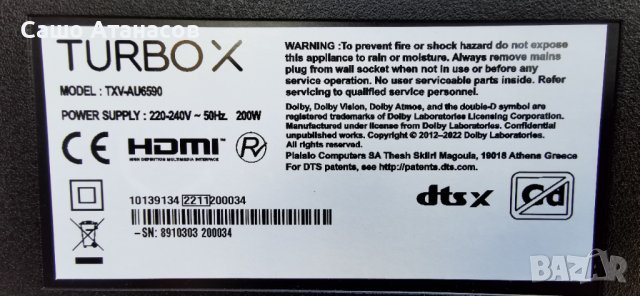 Сашо Атанасов
TURBO X
MODEL : TXV-AU6590
POWER SUPPLY : 220-240V ~ 50Hz. 200W
CE HDMI R
HIGH DEFINITION MULTIMEDIA INTERFACE
WARNING :To prevent fire or shock hazard do not expose
this appliance to rain or moisture. Always remove mains
plug from wall socket when not in use or before any
service operation. No serviceable parts inside. Refer
servicing to qualified service personnel.
Dolby, Dolby Vision, Dolby Atmos, and the double-D symbol are
registered trademarks of Dolby Laboratories Licensing Corporation.
Manufactured under license from Dolby Laboratories. Confidential
unpublished works. Copyright © 2012–2022 Dolby Laboratories.
Plaisio Computers SA Thesh Skliri Magoula, 19018 Athens Greece
For DTS patents, see http://patents.dts.com.
10139134 2211 200034
–SN: 8910303 200034
dts x
Cd
BAZAR.bg